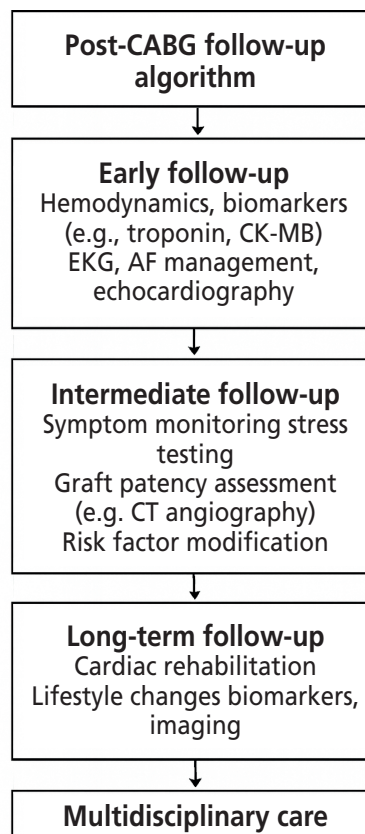 Post-CABG follow-up
algorithm
Early follow-up
Hemodynamics, biomarkers
(e.g., troponin, CK-MB)
EKG, AF management,
echocardiography
Intermediate follow-up
Symptom monitoring stress
testing
Graft patency assessment
(e.g. CT angiography)
Risk factor modification
Long-term follow-up
Cardiac rehabilitation
Lifestyle changes biomarkers,
imaging
Multidisciplinary care